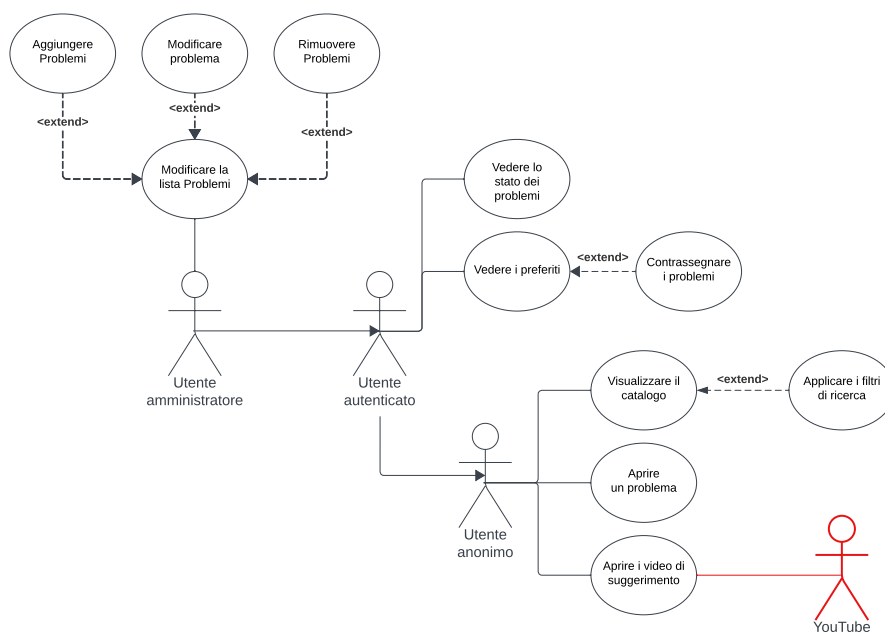 Aggiungere
Problemi
Modificare
problema
Rimuovere
Problemi
<extend>
<extend>
<extend>
Modificare la
lista Problemi
Vedere lo
stato dei
problemi
Vedere i preferiti
<extend>
Contrassegnare
i problemi
Utente
amministratore
Utente
autenticato
Visualizzare il
catalogo
<extend>
Applicare i filtri
di ricerca
Aprire
un problema
Utente
anonimo
Aprire i video di
suggerimento
YouTube